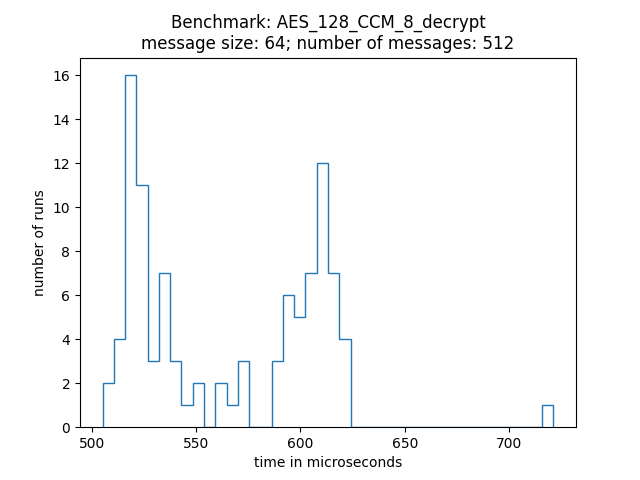 Benchmark: AES_128_CCM_8_decrypt
message size: 64; number of messages: 512
16
14
12
10
8
6
4
2
0
number of runs
500 550 600 650 700
time in microseconds